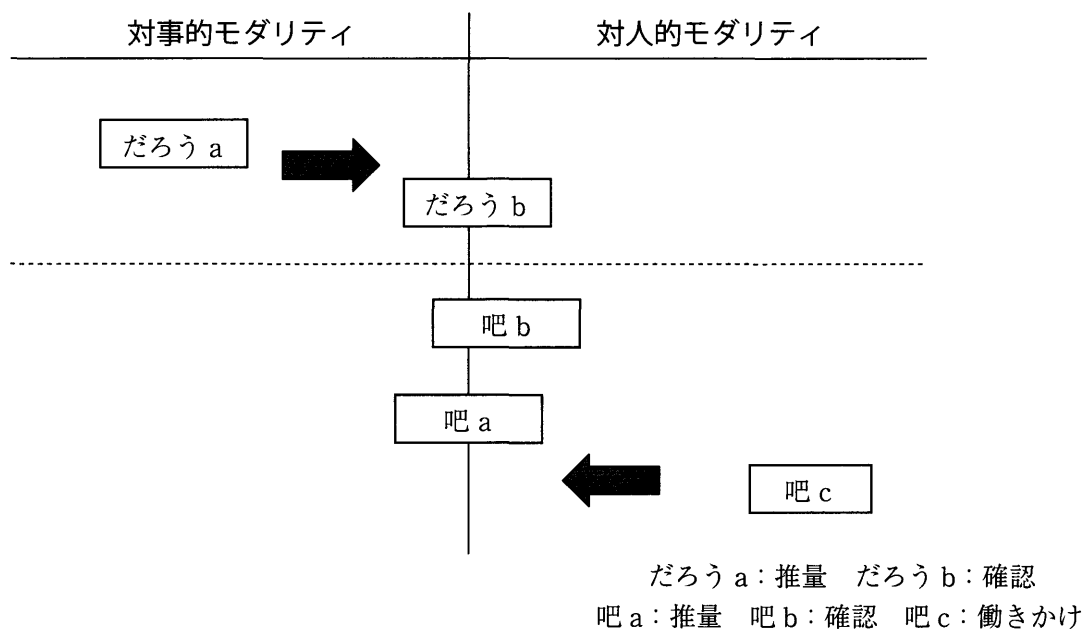 対事的モダリティ 対人的モダリティ
だろう a
だろう b
吧 b
吧 a
吧 c
だろう a：推量　だろう b：確認
吧 a：推量　吧 b：確認　吧 c：働きかけ